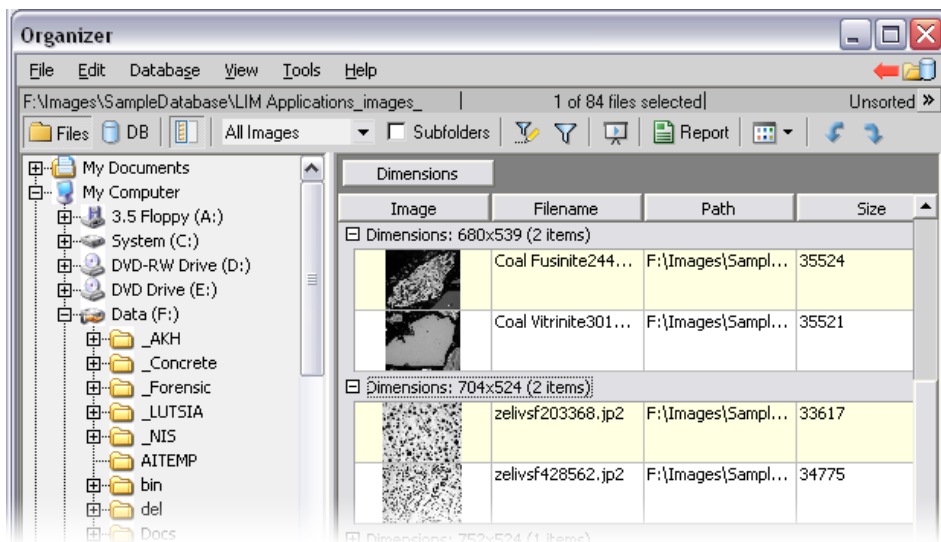 Organizer
File Edit Database View Tools Help
F:\Images\SampleDatabase\LIM Applications_images_ | 1 of 84 files selected| Unsorted »
Files DB All Images Subfolders Report
My Documents
My Computer
3.5 Floppy (A:)
System (C:)
DVD-RW Drive (D:)
DVD Drive (E:)
Data (F:)
_AKH
_Concrete
_Forensic
_LUTSIA
_NIS
AITEMP
bin
del
Docs
Dimensions
Image Filename Path Size
Dimensions: 680x539 (2 items)
Coal Fusinite244... F:\Images\Sampl... 35524
Coal Vitrinite301... F:\Images\Sampl... 35521
Dimensions: 704x524 (2 items)
zelivsf203368.jp2 F:\Images\Sampl... 33617
zelivsf428562.jp2 F:\Images\Sampl... 34775
Dimensions: 752x524 (1 items)